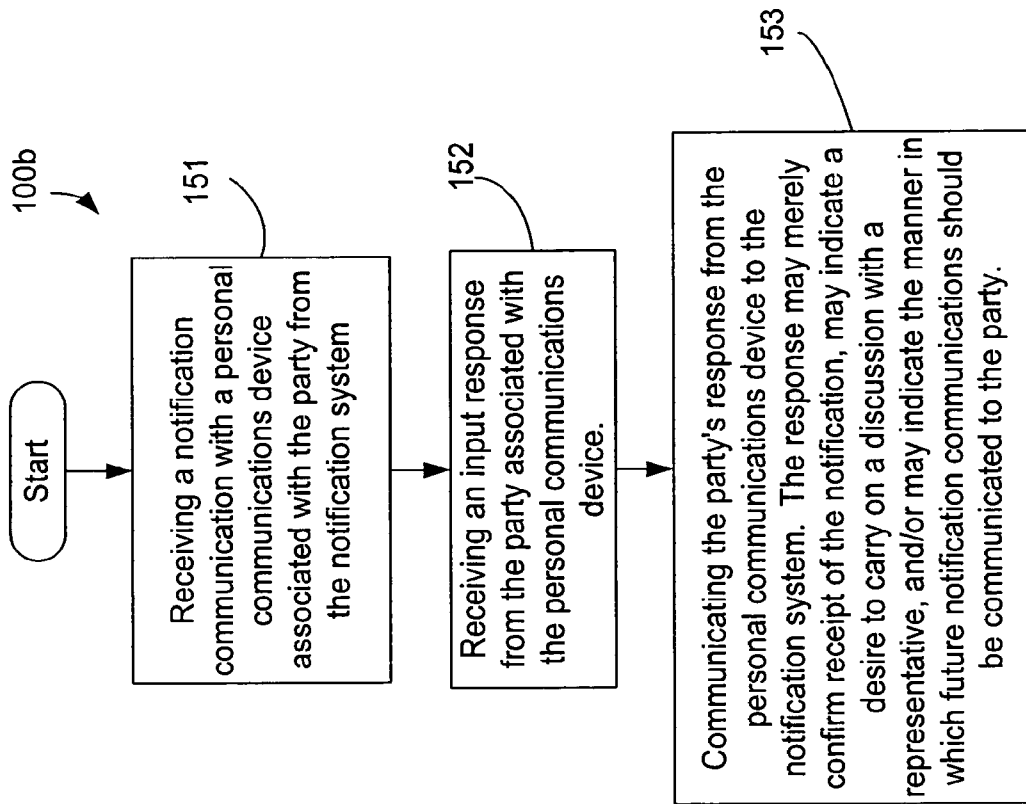 100b
Start
151
Receiving a notification
communication with a personal
communications device
associated with the party from
the notification system
152
Receiving an input response
from the party associated with
the personal communications
device.
153
Communicating the party's response from the
personal communications device to the
notification system. The response may merely
confirm receipt of the notification, may indicate a
desire to carry on a discussion with a
representative, and/or may indicate the manner in
which future notification communications should
be communicated to the party.